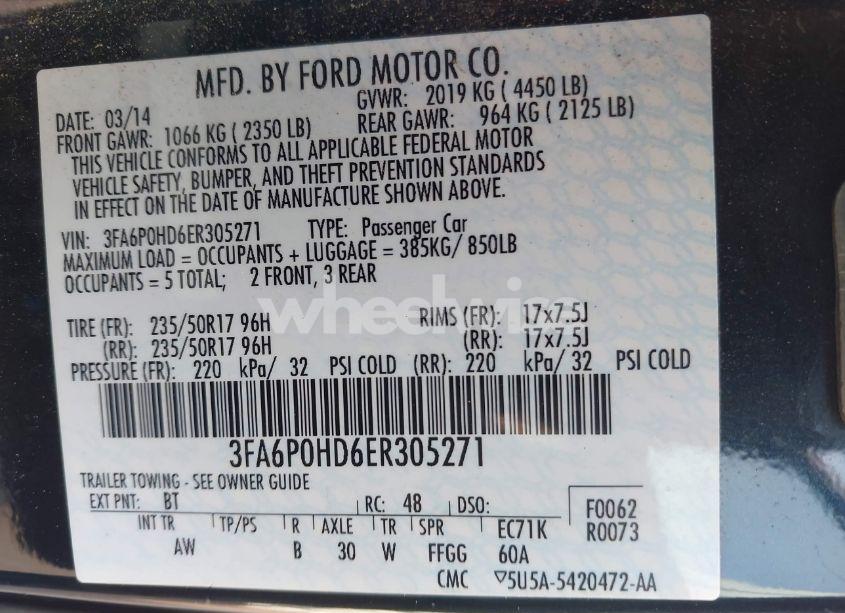 MFD. BY FORD MOTOR CO.
DATE: 03/14 GVWR: 2019 KG ( 4450 LB)
FRONT GAWR: 1066 KG ( 2350 LB) REAR GAWR: 964 KG ( 2125 LB)
THIS VEHICLE CONFORMS TO ALL APPLICABLE FEDERAL MOTOR
VEHICLE SAFETY, BUMPER, AND THEFT PREVENTION STANDARDS
IN EFFECT ON THE DATE OF MANUFACTURE SHOWN ABOVE.
VIN: 3FA6P0HD6ER305271 TYPE: Passenger Car
MAXIMUM LOAD = OCCUPANTS + LUGGAGE = 385KG/ 850LB
OCCUPANTS = 5 TOTAL; 2 FRONT, 3 REAR
TIRE (FR): 235/50R17 96H RIMS (FR): 17x7.5J
(RR): 235/50R17 96H (RR): 17x7.5J
PRESSURE (FR): 220 kPa/ 32 PSI COLD (RR): 220 kPa/ 32 PSI COLD
3FA6P0HD6ER305271
TRAILER TOWING - SEE OWNER GUIDE
EXT PNT: BT RC: 48 DSO: F0062
INT TR TP/PS R AXLE TR SPR EC71K R0073
AW B 30 W FFGG 60A
CMC ▽5U5A-5420472-AA